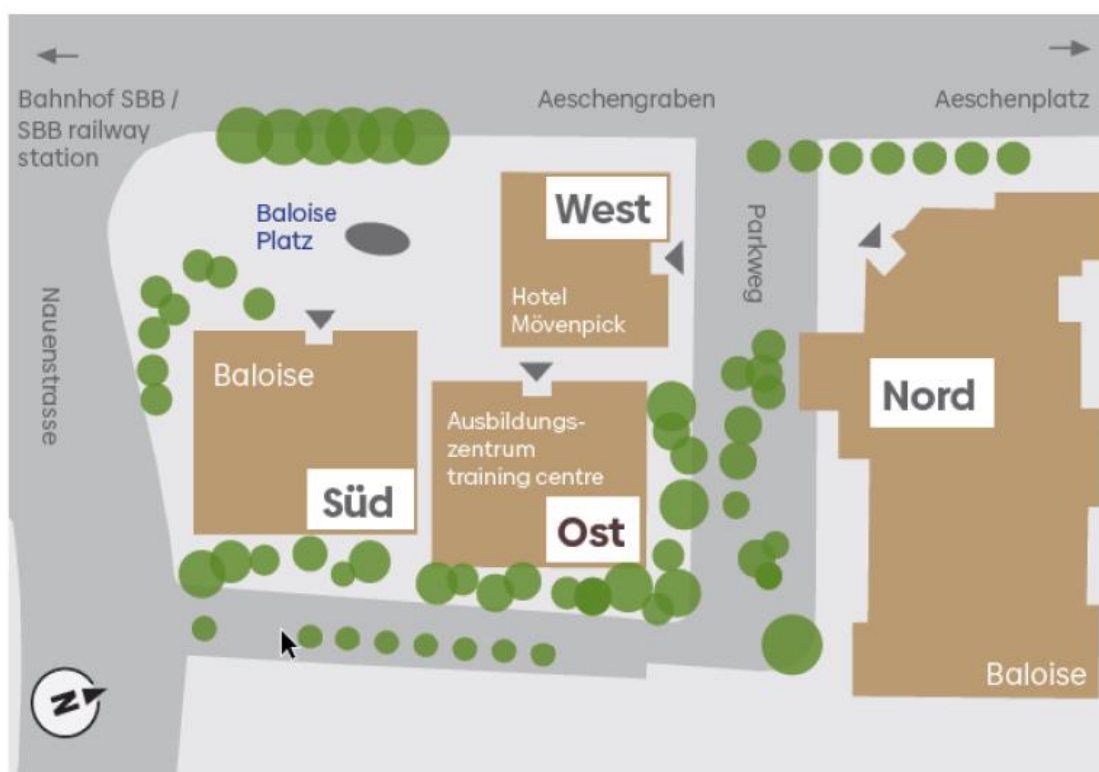 Bahnhof SBB /
SBB railway
station
Aeschengraben
Aeschenplatz
Baloise
Platz
West
Hotel
Mövenpick
Parkweg
Nauenstrasse
Baloise
Süd
Ausbildungs-
zentrum
training centre
Ost
Nord
Baloise
N